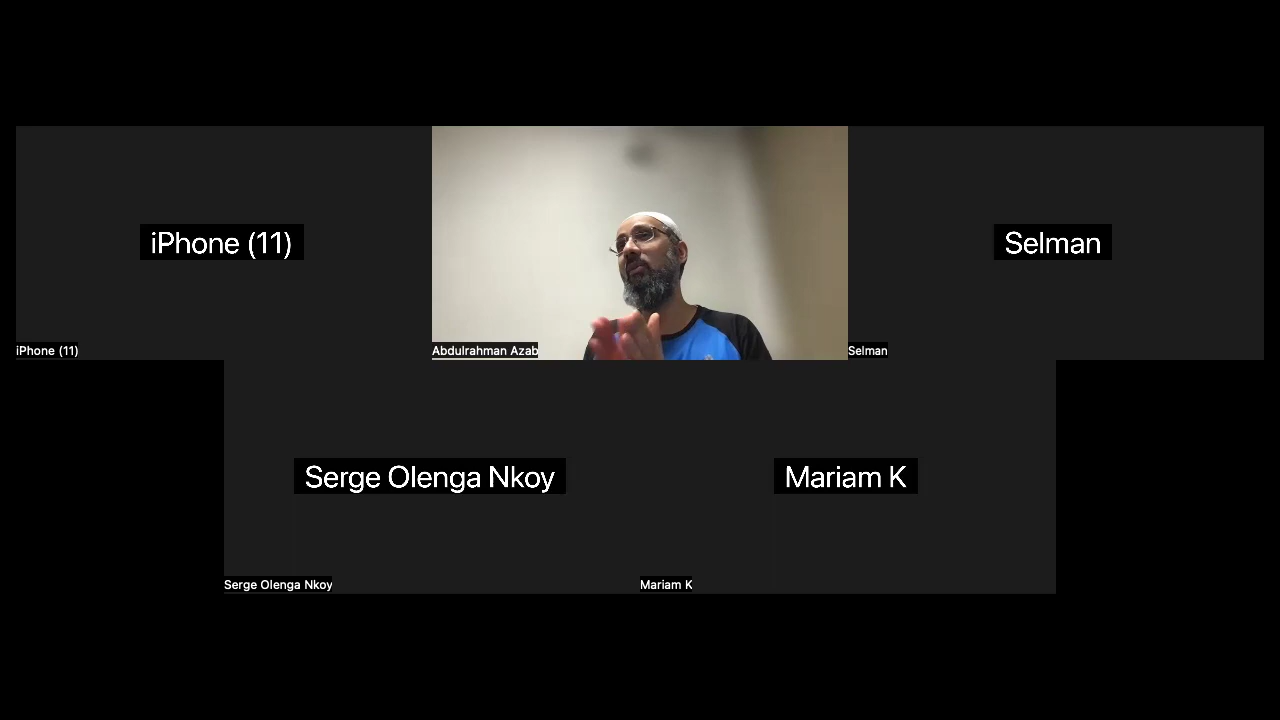 iPhone (11)
Selman
iPhone (11)
Abdulrahman Azab
Selman
Serge Olenga Nkoy
Mariam K
Serge Olenga Nkoy
Mariam K